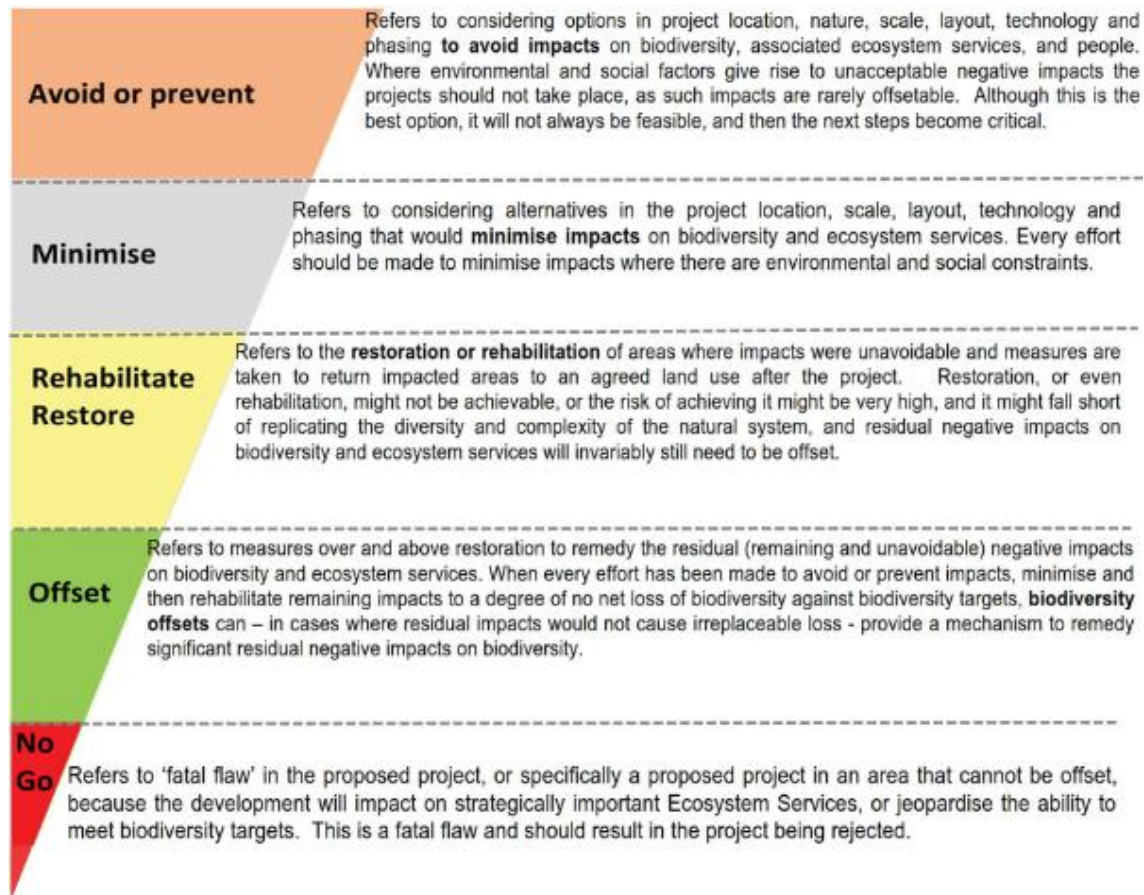 Avoid or prevent
Refers to considering options in project location, nature, scale, layout, technology and
phasing to avoid impacts on biodiversity, associated ecosystem services, and people.
Where environmental and social factors give rise to unacceptable negative impacts the
projects should not take place, as such impacts are rarely offsetable. Although this is the
best option, it will not always be feasible, and then the next steps become critical.
Minimise
Refers to considering alternatives in the project location, scale, layout, technology and
phasing that would minimise impacts on biodiversity and ecosystem services. Every effort
should be made to minimise impacts where there are environmental and social constraints.
Rehabilitate
Restore
Refers to the restoration or rehabilitation of areas where impacts were unavoidable and measures are
taken to return impacted areas to an agreed land use after the project. Restoration, or even
rehabilitation, might not be achievable, or the risk of achieving it might be very high, and it might fall short
of replicating the diversity and complexity of the natural system, and residual negative impacts on
biodiversity and ecosystem services will invariably still need to be offset.
Offset
Refers to measures over and above restoration to remedy the residual (remaining and unavoidable) negative impacts
on biodiversity and ecosystem services. When every effort has been made to avoid or prevent impacts, minimise and
then rehabilitate remaining impacts to a degree of no net loss of biodiversity against biodiversity targets, biodiversity
offsets can – in cases where residual impacts would not cause irreplaceable loss - provide a mechanism to remedy
significant residual negative impacts on biodiversity.
No
Go
Refers to ‘fatal flaw’ in the proposed project, or specifically a proposed project in an area that cannot be offset,
because the development will impact on strategically important Ecosystem Services, or jeopardise the ability to
meet biodiversity targets. This is a fatal flaw and should result in the project being rejected.